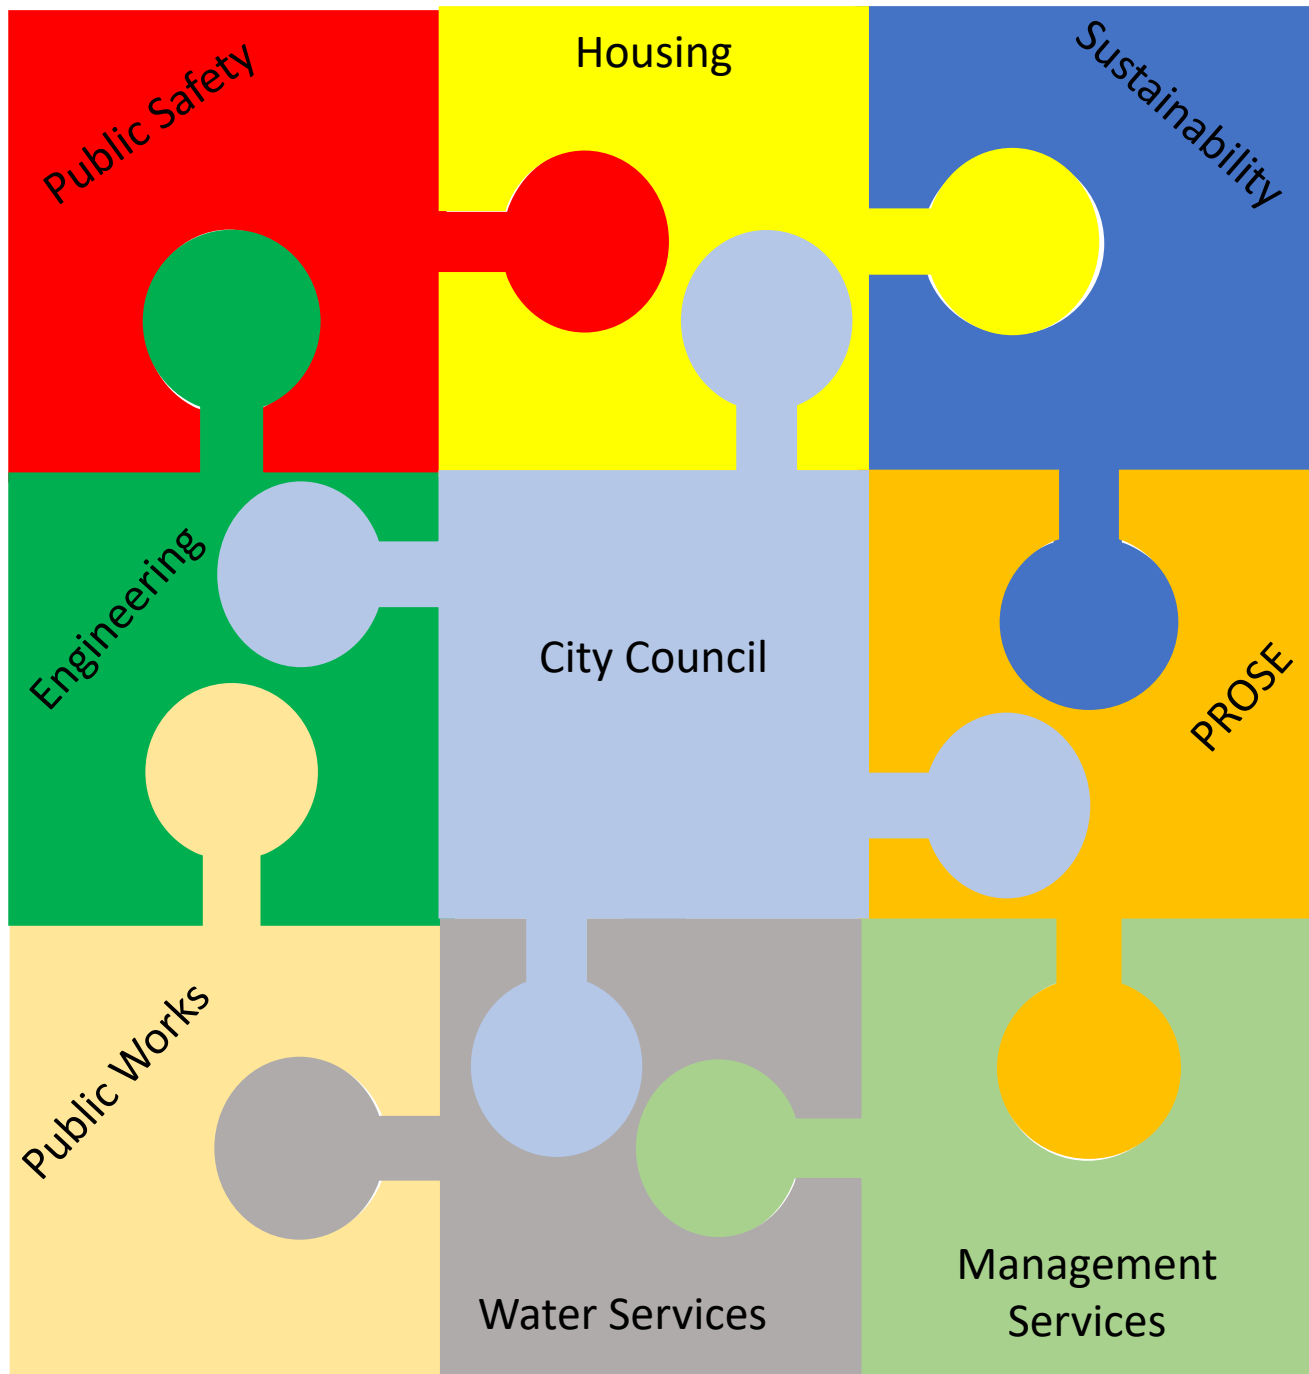 Public Safety
Housing
Sustainability
Engineering
City Council
PROSE
Public Works
Water Services
Management
Services